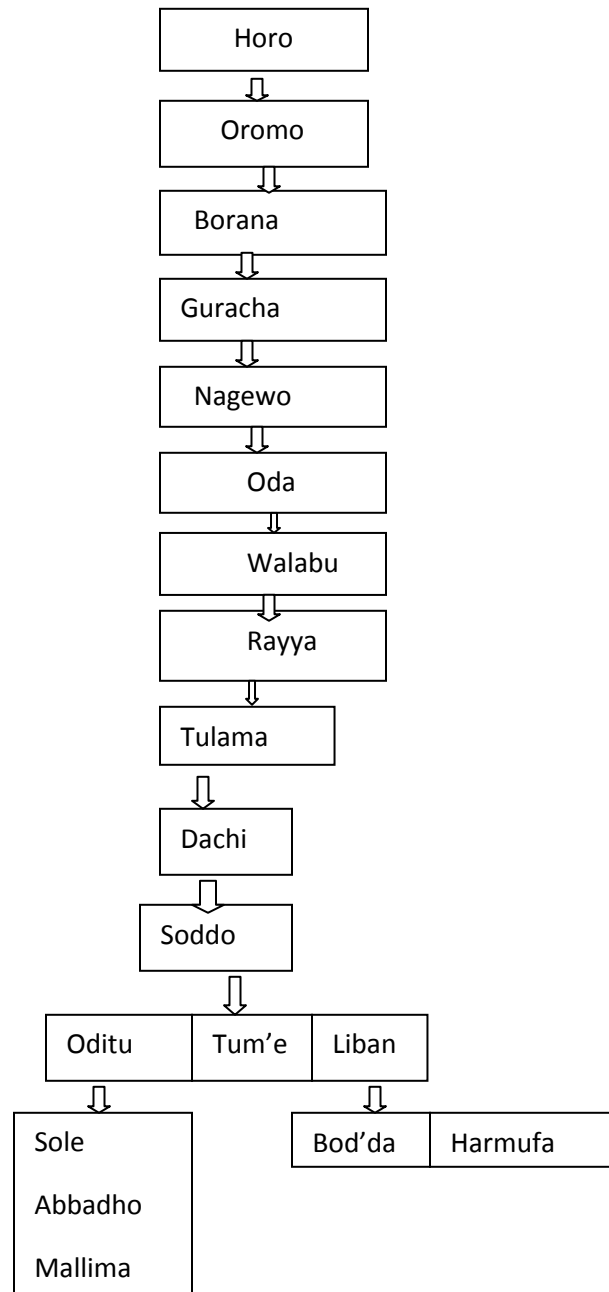 Horo
Oromo
Borana
Guracha
Nagewo
Oda
Walabu
Rayya
Tulama
Dachi
Soddo
Oditu Tum’e Liban
Sole Bod’da Harmufa
Abbadho
Mallima